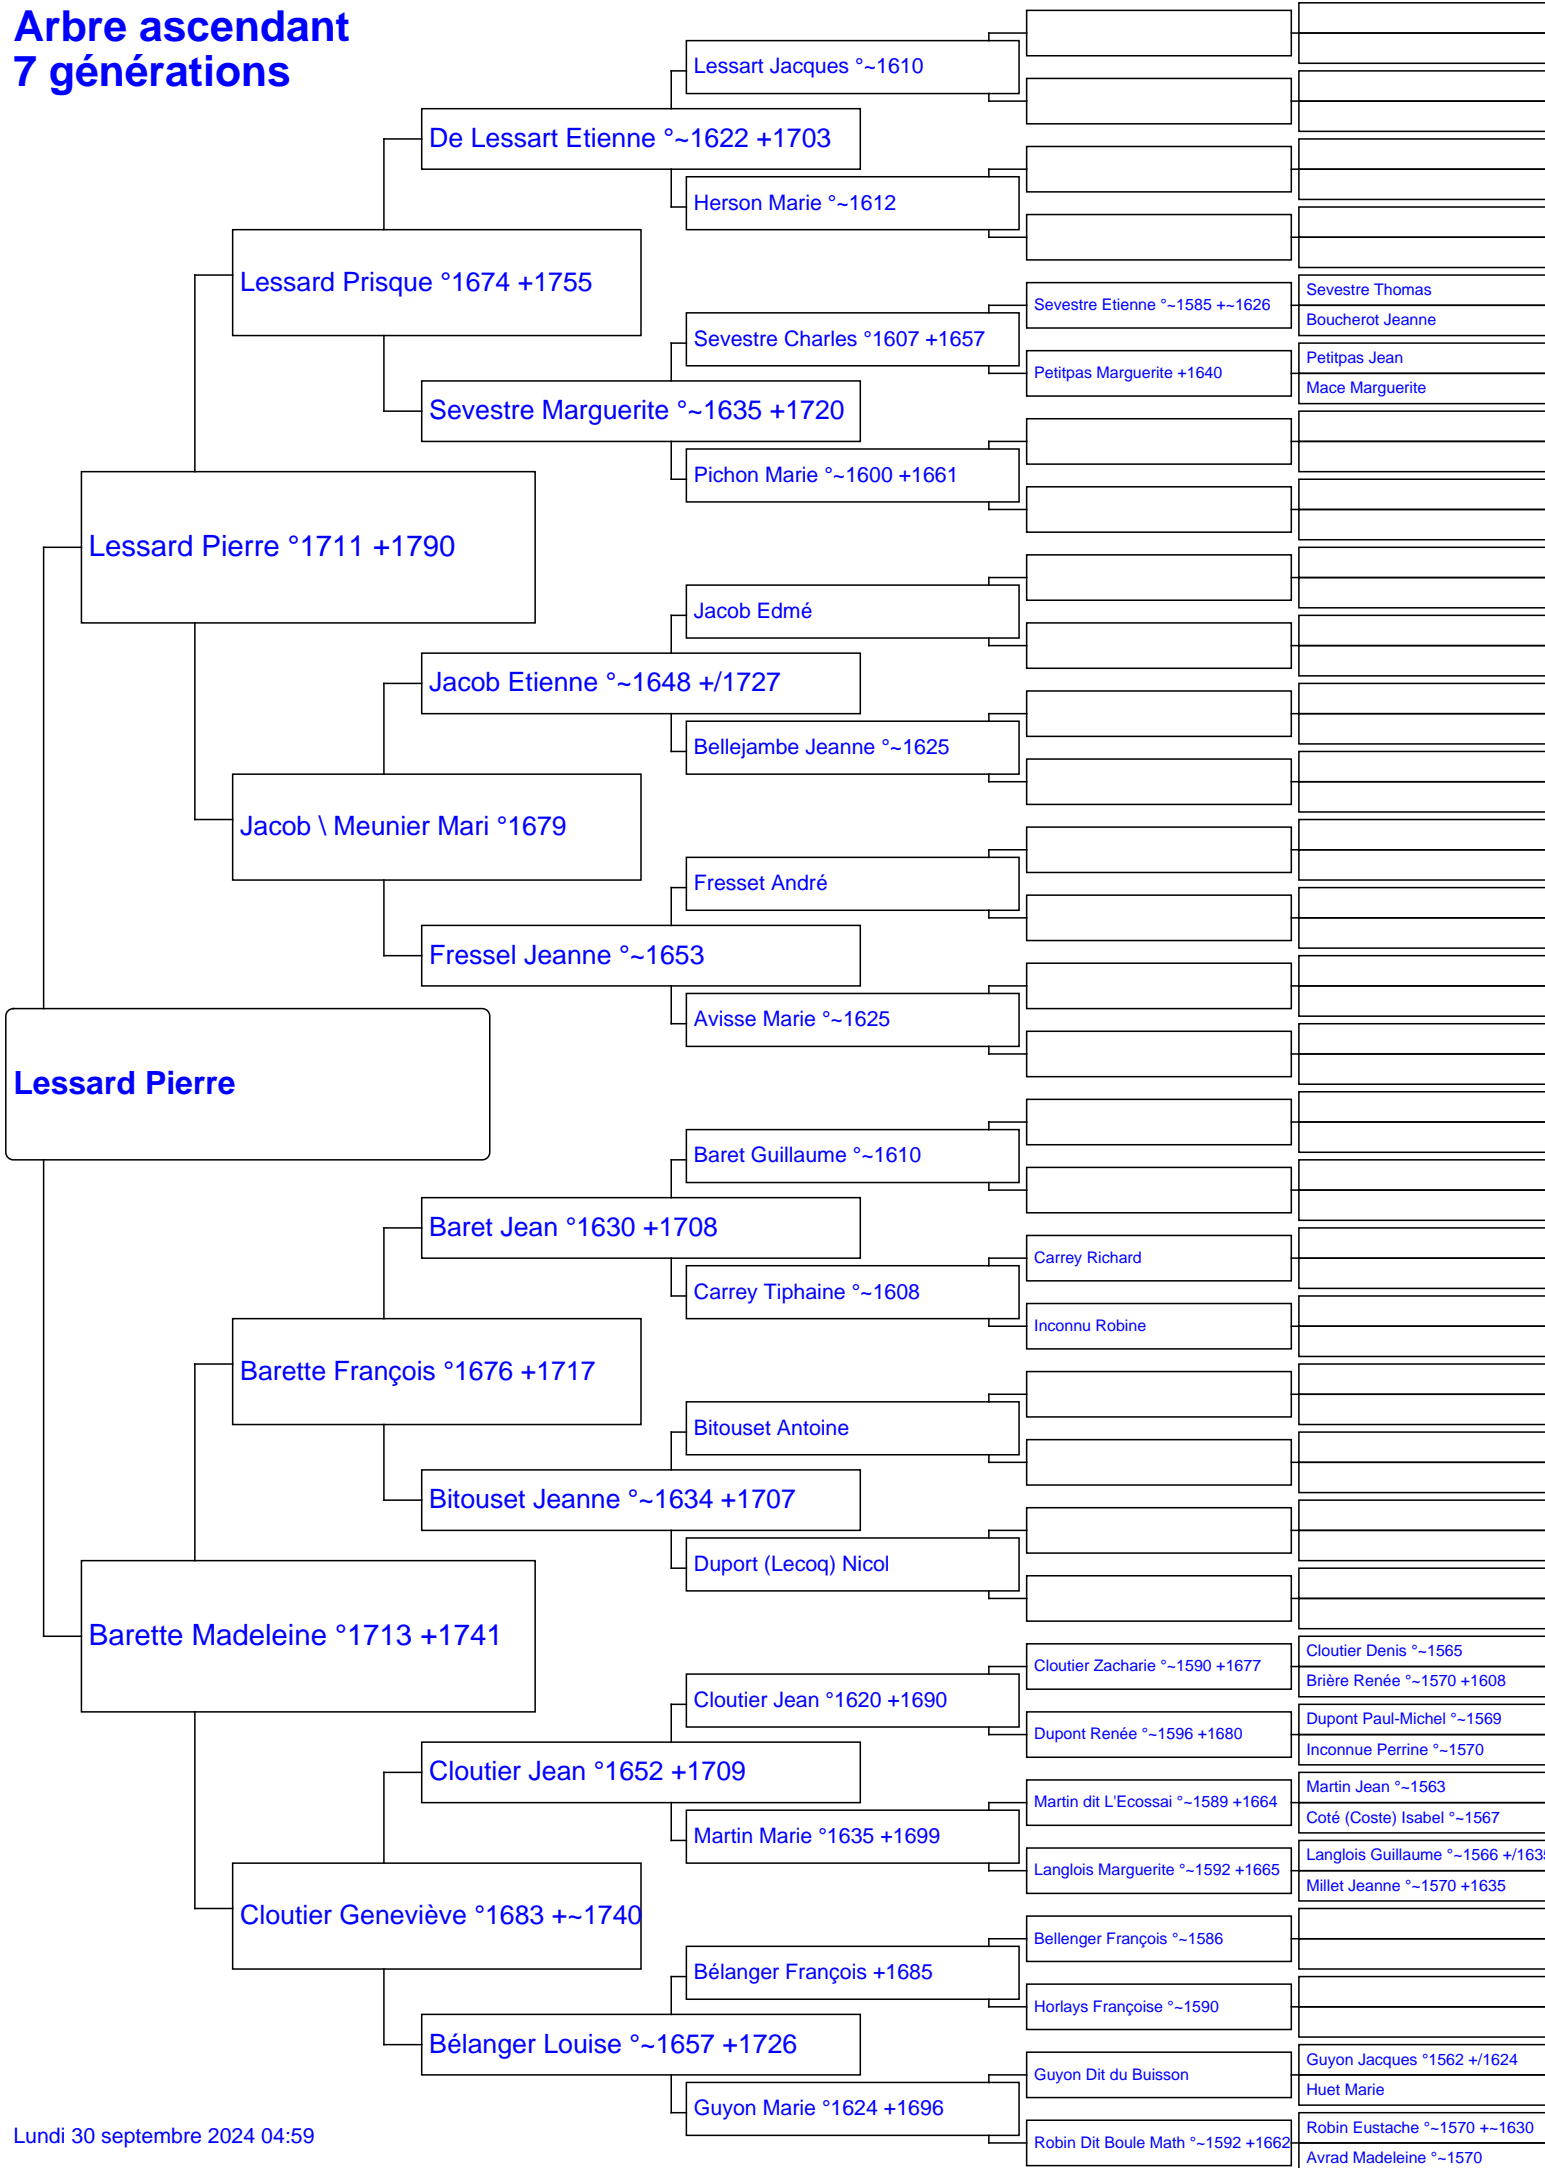 Arbre ascendant
7 générations
Lessart Jacques °~1610
De Lessart Etienne °~1622 +1703
Herson Marie °~1612
Lessard Prisque °1674 +1755
Sevestre Thomas
Sevestre Etienne °~1585 +~1626
Boucherot Jeanne
Sevestre Charles °1607 +1657
Petitpas Jean
Petitpas Marguerite +1640
Mace Marguerite
Sevestre Marguerite °~1635 +1720
Pichon Marie °~1600 +1661
Lessard Pierre °1711 +1790
Jacob Edmé
Jacob Etienne °~1648 +/1727
Bellejambe Jeanne °~1625
Jacob \ Meunier Mari °1679
Fresset André
Fressel Jeanne °~1653
Avisse Marie °~1625
Lessard Pierre
Baret Guillaume °~1610
Baret Jean °1630 +1708
Carrey Richard
Carrey Tiphaine °~1608
Inconnu Robine
Barette François °1676 +1717
Bitouset Antoine
Bitouset Jeanne °~1634 +1707
Duport (Lecoq) Nicol
Barette Madeleine °1713 +1741
Cloutier Denis °~1565
Cloutier Zacharie °~1590 +1677
Brière Renée °~1570 +1608
Cloutier Jean °1620 +1690
Dupont Paul-Michel °~1569
Dupont Renée °~1596 +1680
Inconnue Perrine °~1570
Cloutier Jean °1652 +1709
Martin Jean °~1563
Martin dit L'Ecossai °~1589 +1664
Coté (Coste) Isabel °~1567
Martin Marie °1635 +1699
Langlois Guillaume °~1566 +/1635
Langlois Marguerite °~1592 +1665
Millet Jeanne °~1570 +1635
Cloutier Geneviève °1683 +~1740
Bellenger François °~1586
Bélanger François +1685
Horlays Françoise °~1590
Bélanger Louise °~1657 +1726
Guyon Jacques °1562 +/1624
Guyon Dit du Buisson
Huet Marie
Guyon Marie °1624 +1696
Robin Eustache °~1570 +~1630
Robin Dit Boule Math °~1592 +1662
Avrad Madeleine °~1570
Lundi 30 septembre 2024 04:59